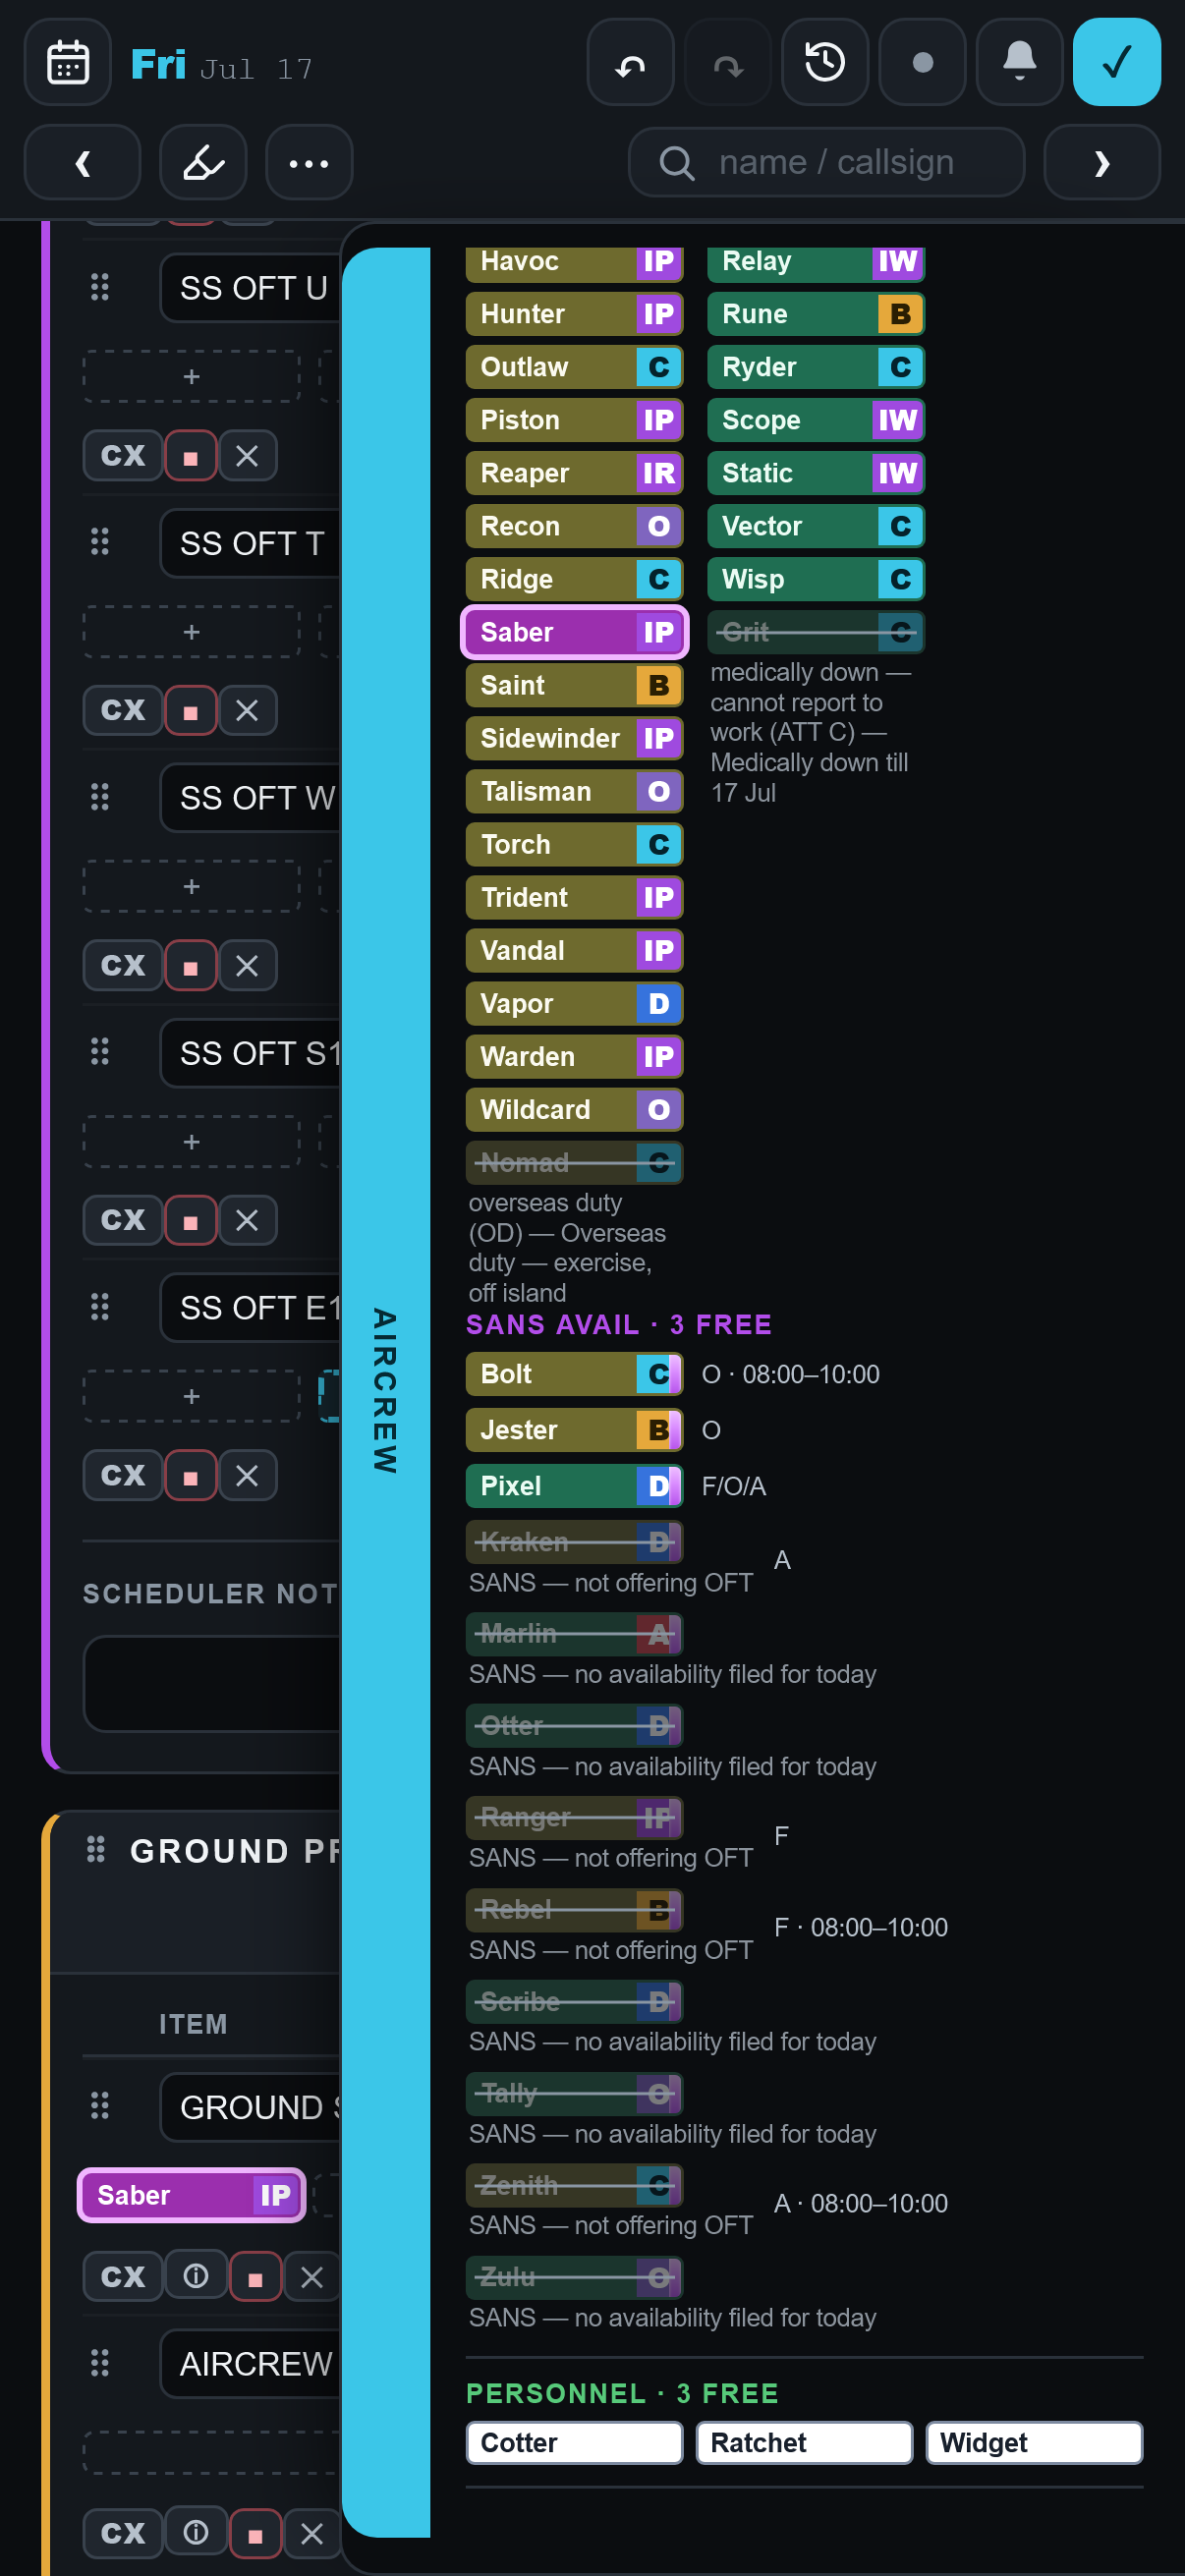 Fri Jul 17
name / callsign
SS OFT U
+
CX
SS OFT T
+
CX
SS OFT W
+
CX
SS OFT S1
+
CX
SS OFT E1
+
CX
SCHEDULER NOT
GROUND PR
ITEM
GROUND S
Saber IP
CX
AIRCREW
CX
AIRCREW
Havoc IP
Hunter IP
Outlaw C
Piston IP
Reaper IR
Recon O
Ridge C
Saber IP
Saint B
Sidewinder IP
Talisman O
Torch C
Trident IP
Vandal IP
Vapor D
Warden IP
Wildcard O
Nomad C
overseas duty
(OD) — Overseas
duty — exercise,
off island
Relay IW
Rune B
Ryder C
Scope IW
Static IW
Vector C
Wisp C
Grit C
medically down —
cannot report to
work (ATT C) —
Medically down till
17 Jul
SANS AVAIL · 3 FREE
Bolt C O · 08:00–10:00
Jester B O
Pixel D F/O/A
Kraken D A
SANS — not offering OFT
Marlin A
SANS — no availability filed for today
Otter D
SANS — no availability filed for today
Ranger IP F
SANS — not offering OFT
Rebel B F · 08:00–10:00
SANS — not offering OFT
Scribe D
SANS — no availability filed for today
Tally O
SANS — no availability filed for today
Zenith C A · 08:00–10:00
SANS — not offering OFT
Zulu O
SANS — no availability filed for today
PERSONNEL · 3 FREE
Cotter Ratchet Widget